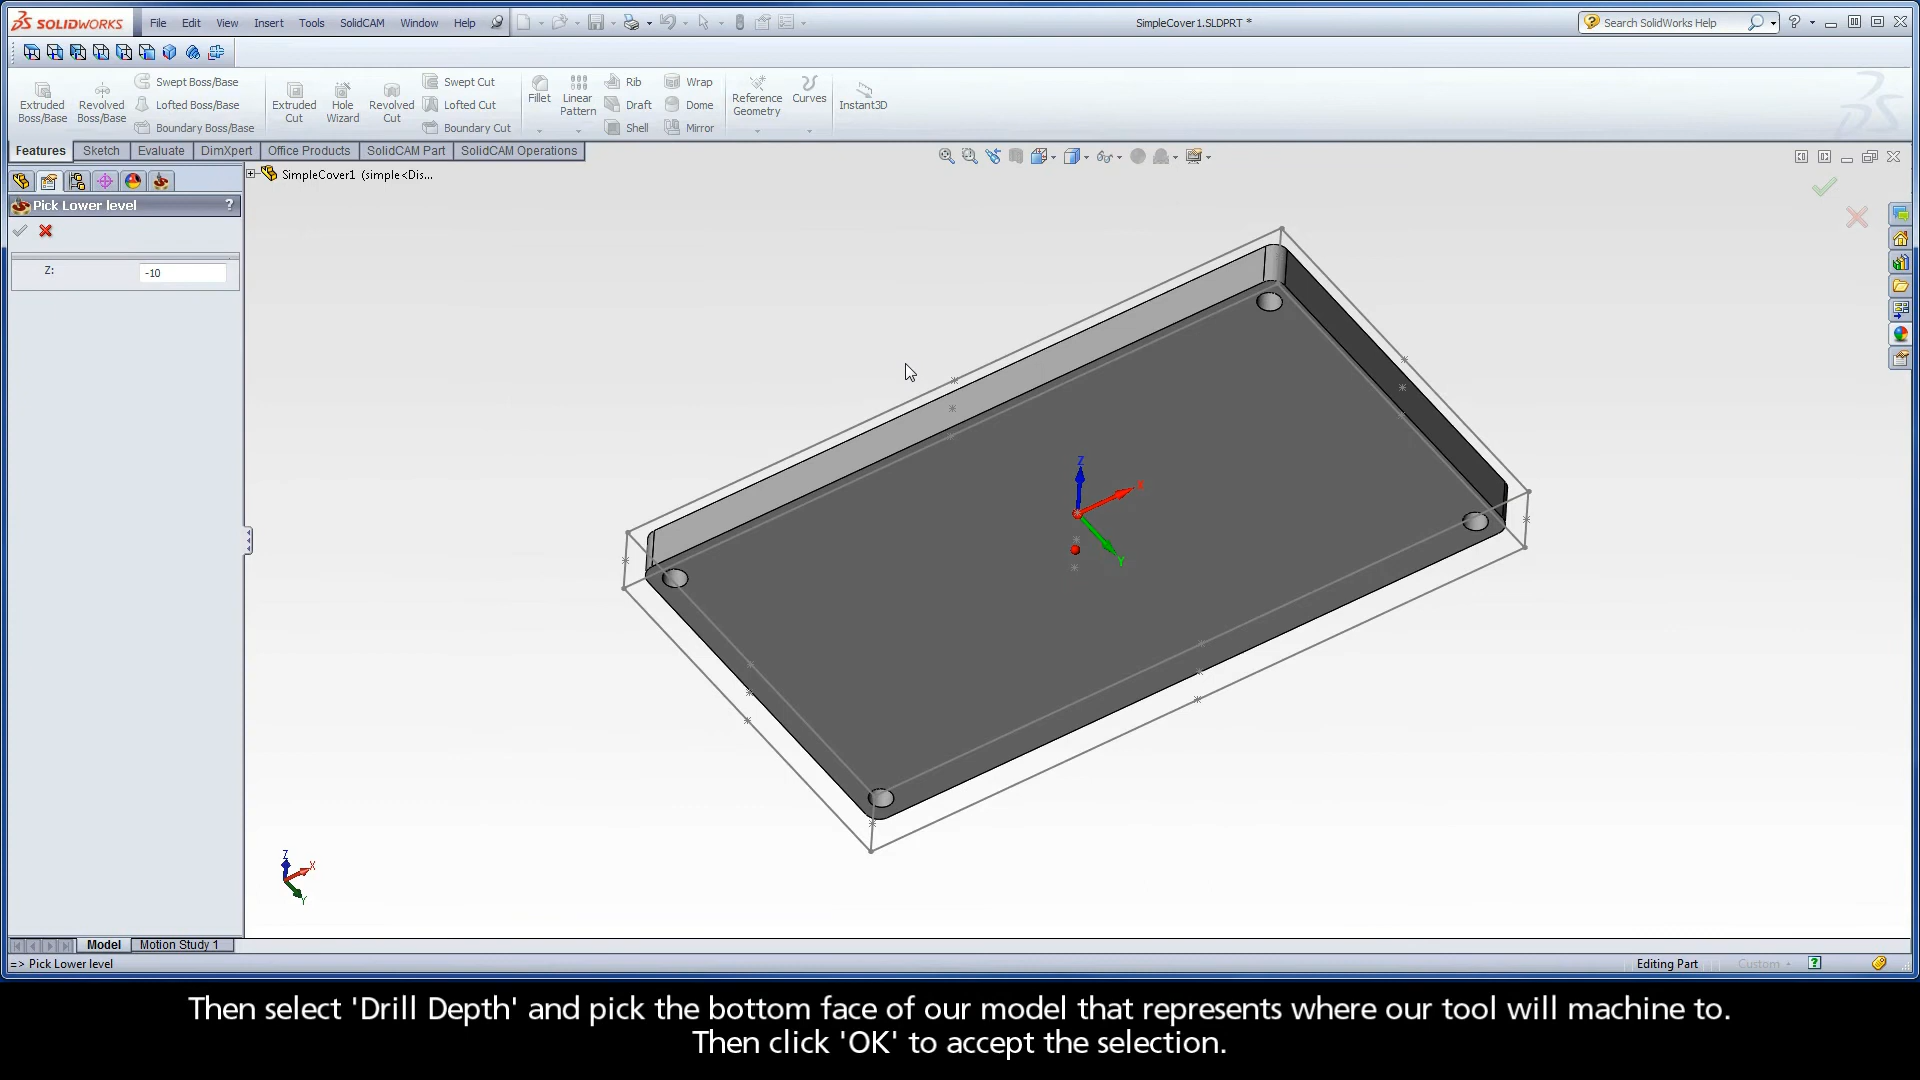 SOLIDWORKS File Edit View Insert Tools SolidCAM Window Help SimpleCover1.SLDPRT * Search SolidWorks Help
Extruded Boss/Base
Revolved Boss/Base
Swept Boss/Base
Lofted Boss/Base
Boundary Boss/Base
Extruded Cut
Hole Wizard
Revolved Cut
Swept Cut
Lofted Cut
Boundary Cut
Fillet
Linear Pattern
Rib
Draft
Shell
Wrap
Dome
Mirror
Reference Geometry
Curves
Instant3D
Features Sketch Evaluate DimXpert Office Products SolidCAM Part SolidCAM Operations
SimpleCover1 (simple<Dis...
Pick Lower level ?
Z: -10
Z
X
Y
Z
X
Y
Model Motion Study 1
=> Pick Lower level Editing Part Custom
Then select 'Drill Depth' and pick the bottom face of our model that represents where our tool will machine to.
Then click 'OK' to accept the selection.